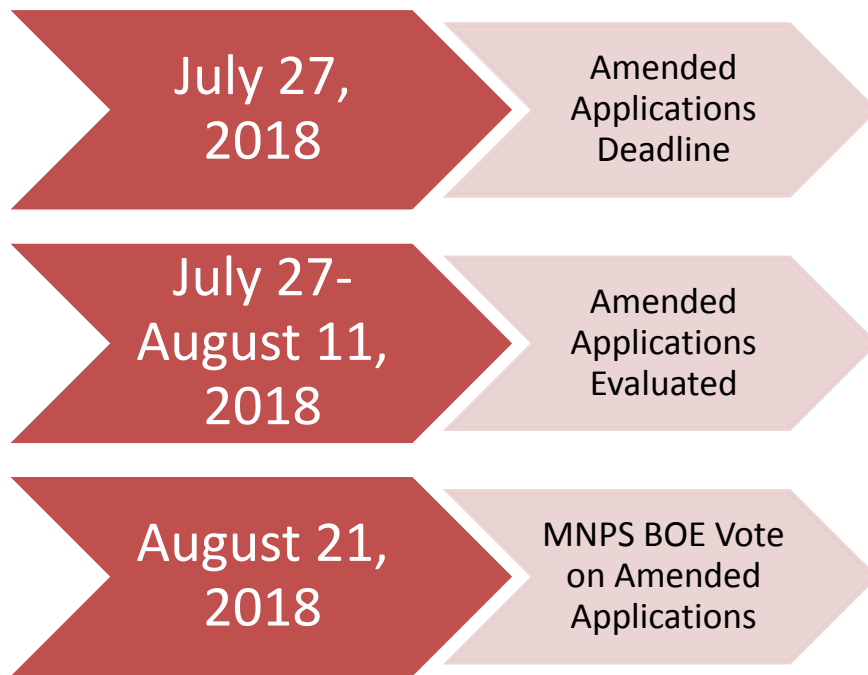 July 27,
2018
Amended
Applications
Deadline
July 27-
August 11,
2018
Amended
Applications
Evaluated
August 21,
2018
MNPS BOE Vote
on Amended
Applications